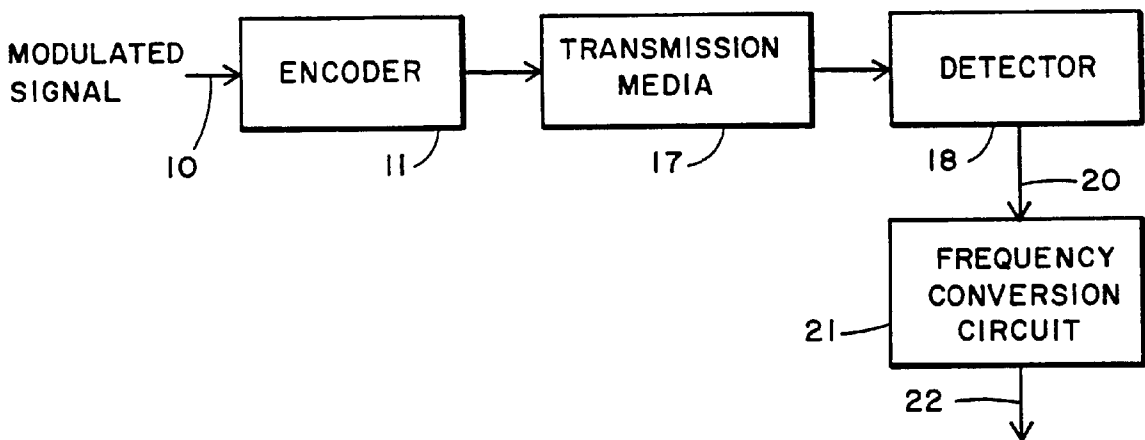 MODULATED
SIGNAL
10
ENCODER
11
TRANSMISSION
MEDIA
17
DETECTOR
18
20
FREQUENCY
CONVERSION
CIRCUIT
21
22